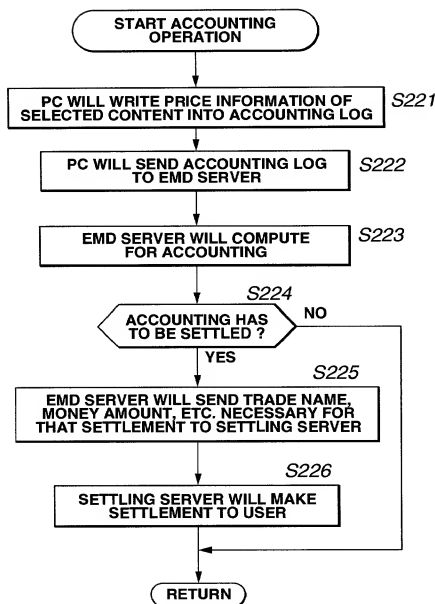 START ACCOUNTING
OPERATION
PC WILL WRITE PRICE INFORMATION OF
SELECTED CONTENT INTO ACCOUNTING LOG
S221
PC WILL SEND ACCOUNTING LOG
TO EMD SERVER
S222
EMD SERVER WILL COMPUTE
FOR ACCOUNTING
S223
S224
ACCOUNTING HAS
TO BE SETTLED ?
NO
YES
S225
EMD SERVER WILL SEND TRADE NAME,
MONEY AMOUNT, ETC. NECESSARY FOR
THAT SETTLEMENT TO SETTLING SERVER
S226
SETTLING SERVER WILL MAKE
SETTLEMENT TO USER
RETURN